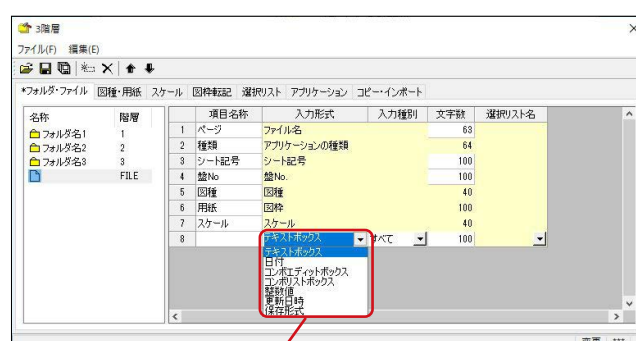 3階層
ファイル(F) 編集(E)
*フォルダ・ファイル 図種・用紙 スケール 図枠転記 選択リスト アプリケーション コピー・インポート
名称 階層
フォルダ名1 1
フォルダ名2 2
フォルダ名3 3
FILE
項目名称 入力形式 入力種別 文字数 選択リスト名
1 ページ ファイル名 63
2 種類 アプリケーションの種類 64
3 シート記号 シート記号 100
4 盤No 盤No. 100
5 図種 図種 40
6 用紙 図枠 100
7 スケール スケール 40
8 テキストボックス すべて 100
テキストボックス
日付
コンボエディットボックス
コンボリストボックス
整数値
更新日時
保存形式
変更 ***